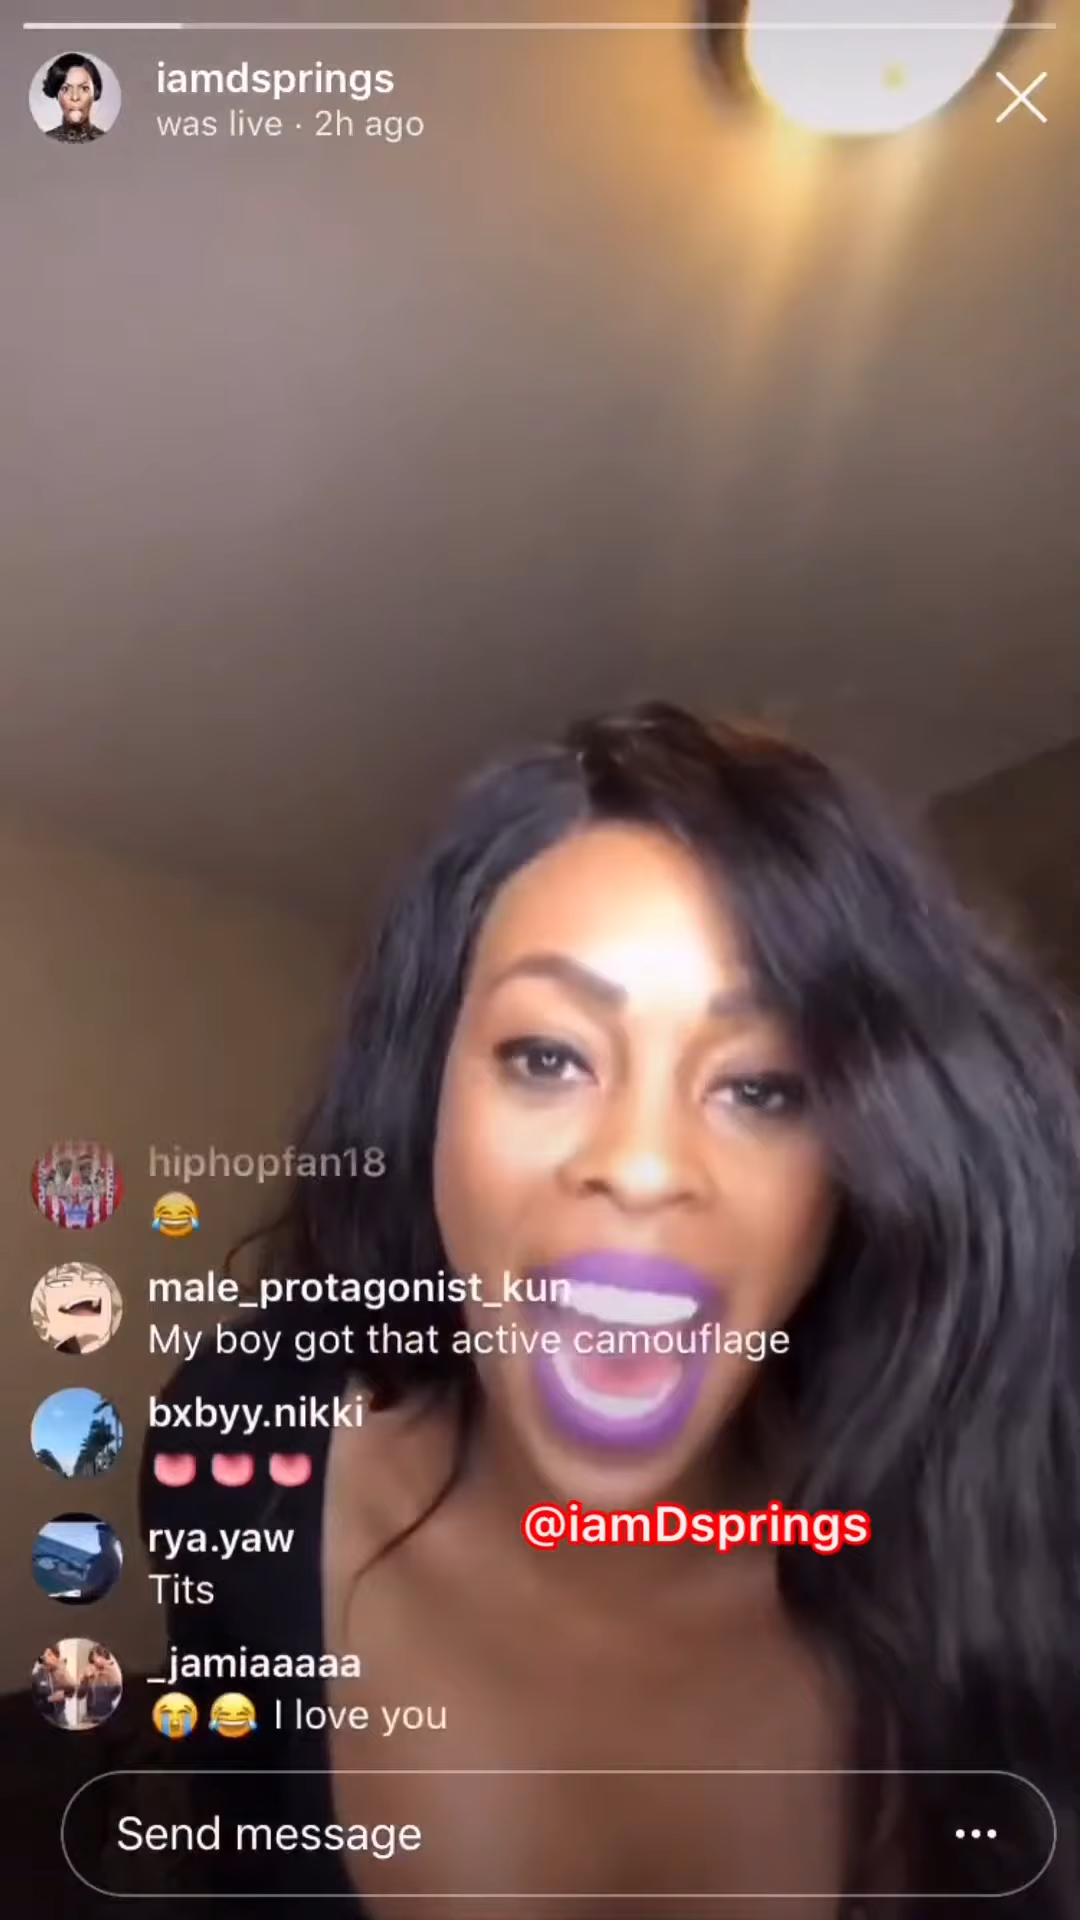 iamdsprings
was live · 2h ago
hiphopfan18
😂
male_protagonist_kun
My boy got that active camouflage
bxbyy.nikki
👅👅👅
rya.yaw
Tits
@iamDsprings
_jamiaaaaa
😭😂 I love you
Send message